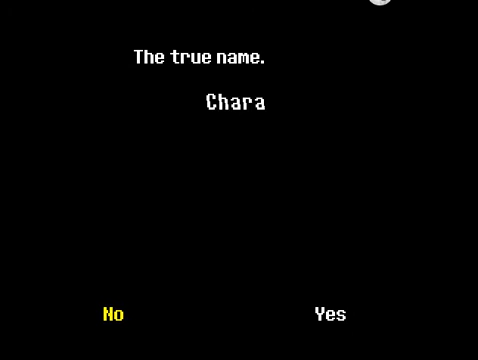 The true name.
Chara
No Yes